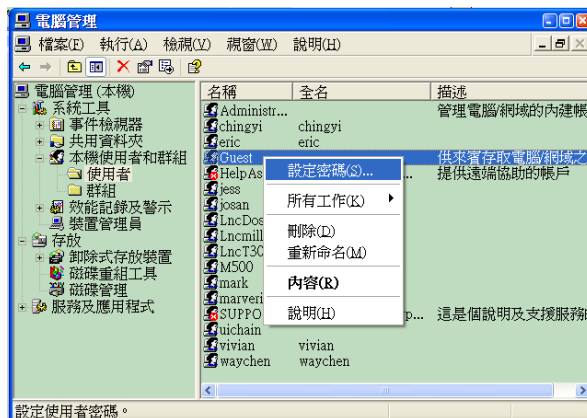 電腦管理
檔案(F) 執行(A) 檢視(V) 視窗(W) 說明(H)
電腦管理 (本機)
系統工具
事件檢視器
共用資料夾
本機使用者和群組
使用者
群組
效能記錄及警示
裝置管理員
存放
卸除式存放裝置
磁碟重組工具
磁碟管理
服務及應用程式
名稱 全名 描述
Administr... 管理電腦/網域的內建帳
chingyi chingyi
eric eric
Guest 供來賓存取電腦/網域之
HelpAs ... 提供遠端協助的帳戶
jess
josan
LncDos
Lncmill
LncT30
M500
mark
marveri
SUPPO p... 這是個說明及支援服務的
uichain
vivian vivian
waychen waychen
設定密碼(S)...
所有工作(K)
刪除(D)
重新命名(M)
內容(R)
說明(H)
設定使用者密碼。